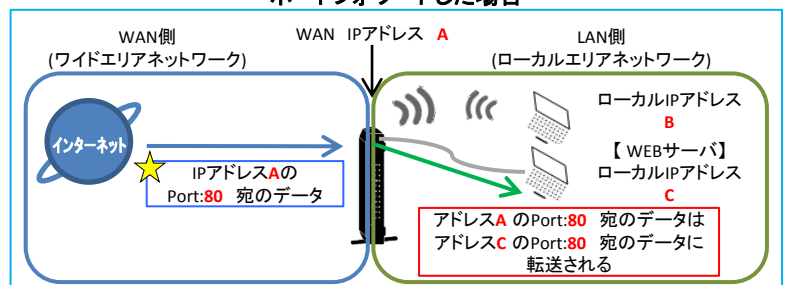 WAN側
(ワイドエリアネットワーク)
WAN IPアドレス A
LAN側
(ローカルエリアネットワーク)
インターネット
IPアドレスAの
Port:80 宛のデータ
ローカルIPアドレス
B
【 WEBサーバ】
ローカルIPアドレス
C
アドレスA のPort:80 宛のデータは
アドレスC のPort:80 宛のデータに
転送される